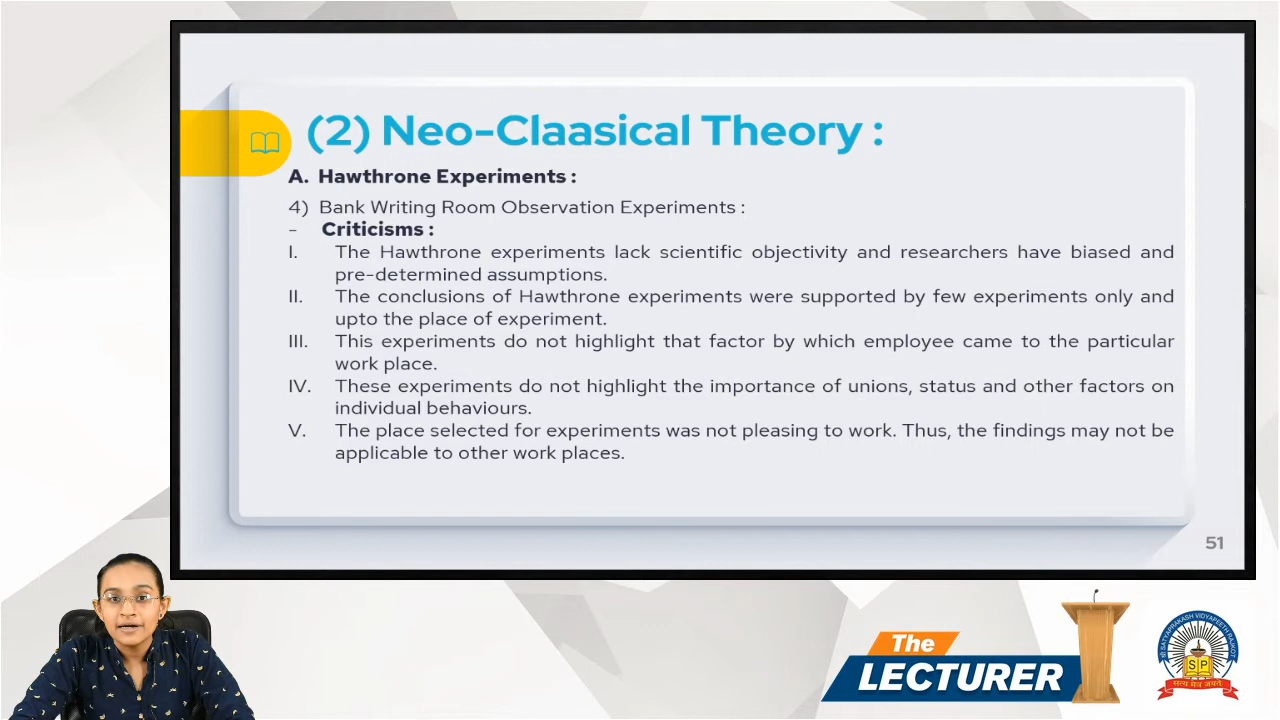 (2) Neo-Claasical Theory :
A. Hawthrone Experiments :
4) Bank Writing Room Observation Experiments :
- Criticisms :
I. The Hawthrone experiments lack scientific objectivity and researchers have biased and
pre-determined assumptions.
II. The conclusions of Hawthrone experiments were supported by few experiments only and
upto the place of experiment.
III. This experiments do not highlight that factor by which employee came to the particular
work place.
IV. These experiments do not highlight the importance of unions, status and other factors on
individual behaviours.
V. The place selected for experiments was not pleasing to work. Thus, the findings may not be
applicable to other work places.
51
The
LECTURER
SP
सत्य मेव जयते